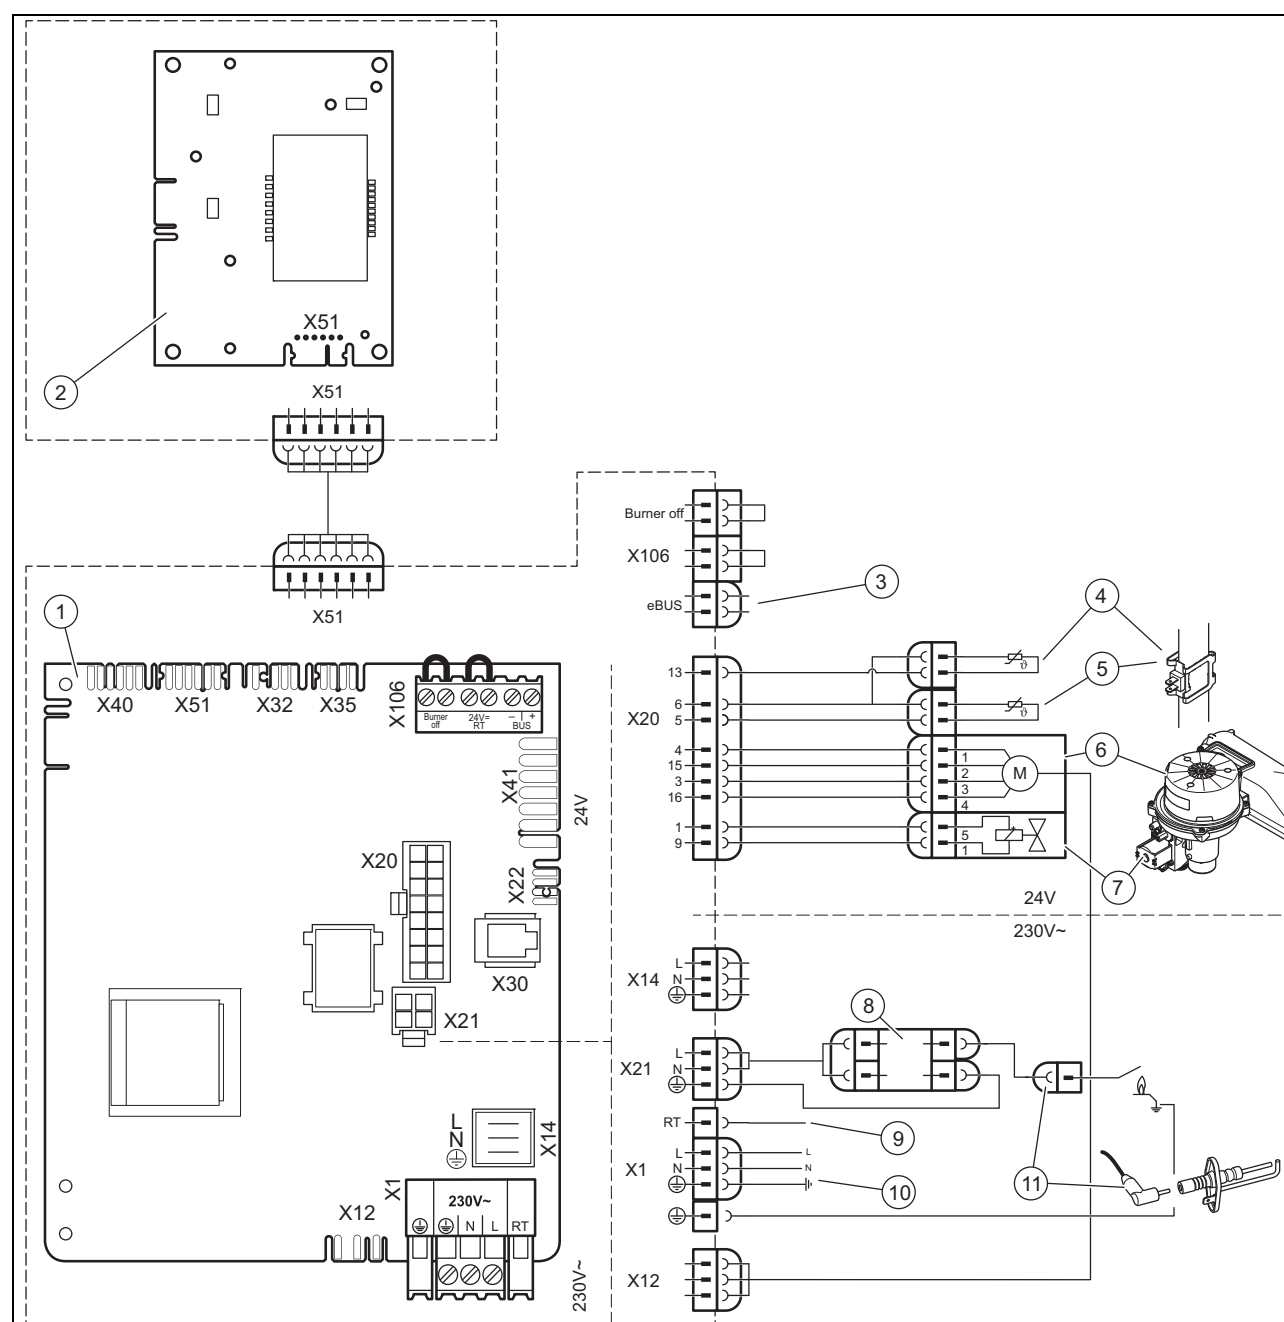 X51
2
X51
X51
1
X40
X51
X32
X35
X106
Burner off
24V=
RT
– | +
BUS
X41
24V
X20
X22
X30
X21
L
N
X14
X1
230V~
N
L
RT
X12
230V~
Burner off
X106
eBUS
3
4
5
X20
13
6
5
4
15
3
16
1
9
ϑ
ϑ
1
2
3
4
M
5
1
6
7
24V
230V~
X14
L
N
8
X21
L
N
RT
9
X1
L
N
L
N
10
11
X12